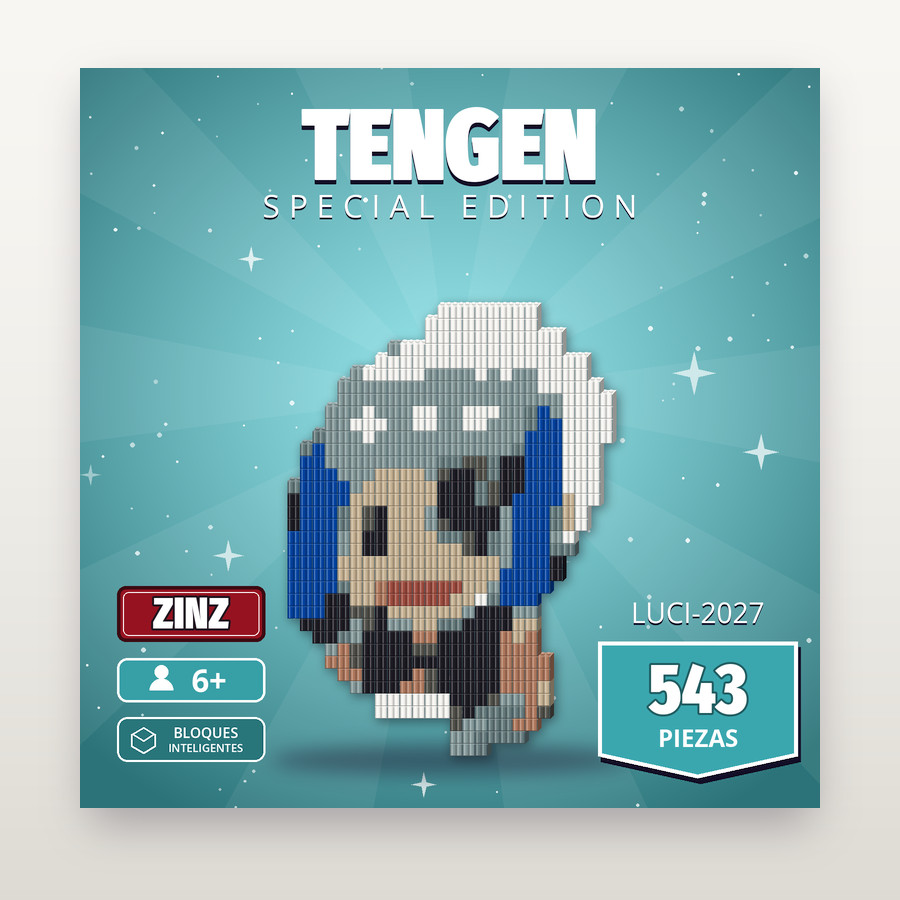 TENGEN
SPECIAL EDITION
ZINZ
6+
BLOQUES
INTELIGENTES
LUCI-2027
543
PIEZAS